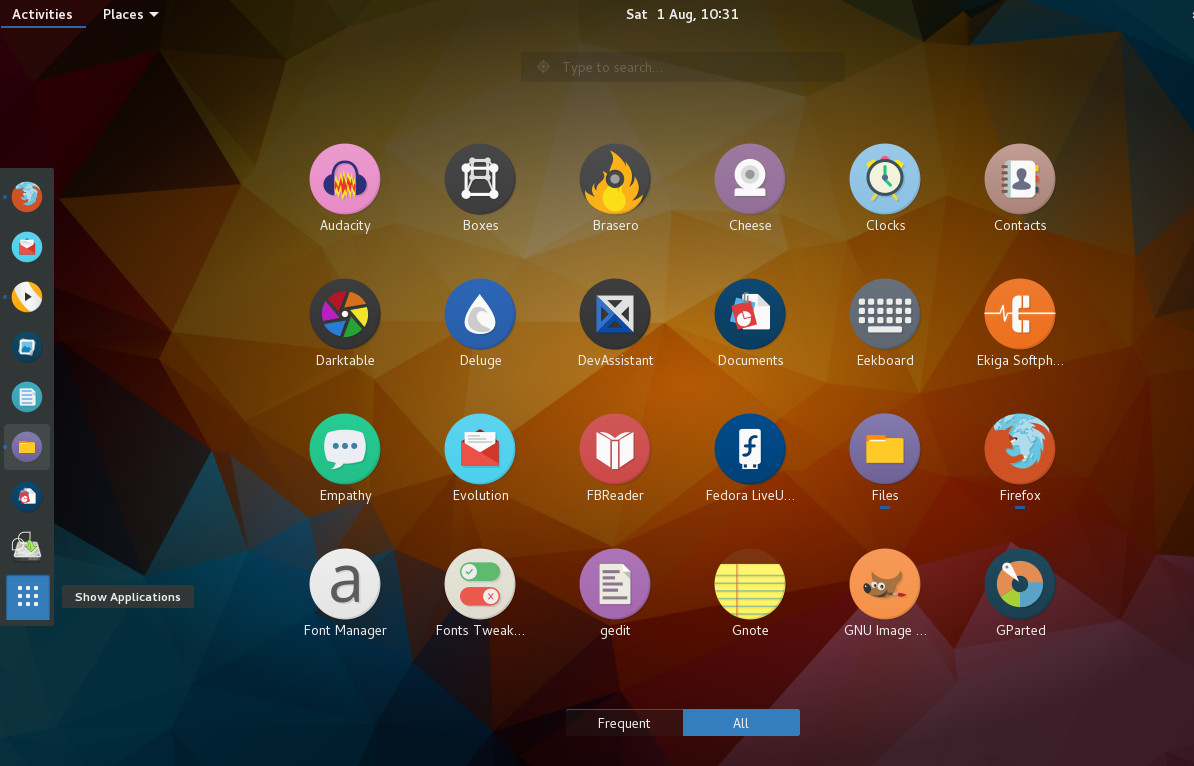 Activities Places Sat 1 Aug, 10:31
Type to search...
Audacity Boxes Brasero Cheese Clocks Contacts
Darktable Deluge DevAssistant Documents Eekboard Ekiga Softph...
Empathy Evolution FBReader Fedora LiveU... Files Firefox
Show Applications
Font Manager Fonts Tweak... gedit Gnote GNU Image ... GParted
Frequent All